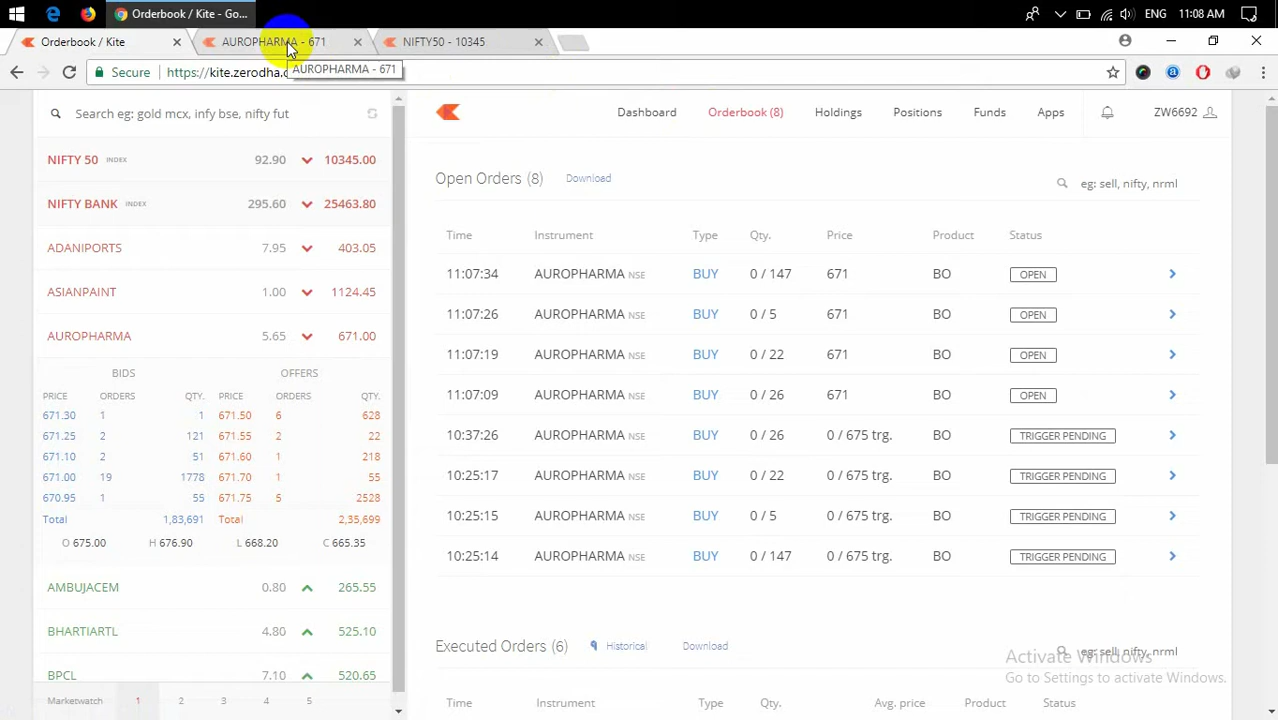 Orderbook / Kite - Go...
ENG 11:08 AM
Orderbook / Kite
AUROPHARMA - 671
NIFTY50 - 10345
Secure https://kite.zerodha.c
AUROPHARMA - 671
Search eg: gold mcx, infy bse, nifty fut
Dashboard Orderbook (8) Holdings Positions Funds Apps ZW6692
NIFTY 50 INDEX 92.90 10345.00
NIFTY BANK INDEX 295.60 25463.80
ADANIPORTS 7.95 403.05
ASIANPAINT 1.00 1124.45
AUROPHARMA 5.65 671.00
BIDS OFFERS
PRICE ORDERS QTY. PRICE ORDERS QTY.
671.30 1 1 671.50 6 628
671.25 2 121 671.55 2 22
671.10 2 51 671.60 1 218
671.00 19 1778 671.70 1 55
670.95 1 55 671.75 5 2528
Total 1,83,691 Total 2,35,699
O 675.00 H 676.90 L 668.20 C 665.35
AMBUJACEM 0.80 265.55
BHARTIARTL 4.80 525.10
BPCL 7.10 520.65
Marketwatch 1 2 3 4 5
Open Orders (8) Download eg: sell, nifty, nrml
Time Instrument Type Qty. Price Product Status
11:07:34 AUROPHARMA NSE BUY 0 / 147 671 BO OPEN
11:07:26 AUROPHARMA NSE BUY 0 / 5 671 BO OPEN
11:07:19 AUROPHARMA NSE BUY 0 / 22 671 BO OPEN
11:07:09 AUROPHARMA NSE BUY 0 / 26 671 BO OPEN
10:37:26 AUROPHARMA NSE BUY 0 / 26 0 / 675 trg. BO TRIGGER PENDING
10:25:17 AUROPHARMA NSE BUY 0 / 22 0 / 675 trg. BO TRIGGER PENDING
10:25:15 AUROPHARMA NSE BUY 0 / 5 0 / 675 trg. BO TRIGGER PENDING
10:25:14 AUROPHARMA NSE BUY 0 / 147 0 / 675 trg. BO TRIGGER PENDING
Executed Orders (6) Historical Download eg: sell, nifty, nrml
Time Instrument Type Qty. Avg. price Product Status
Activate Windows
Go to Settings to activate Windows.